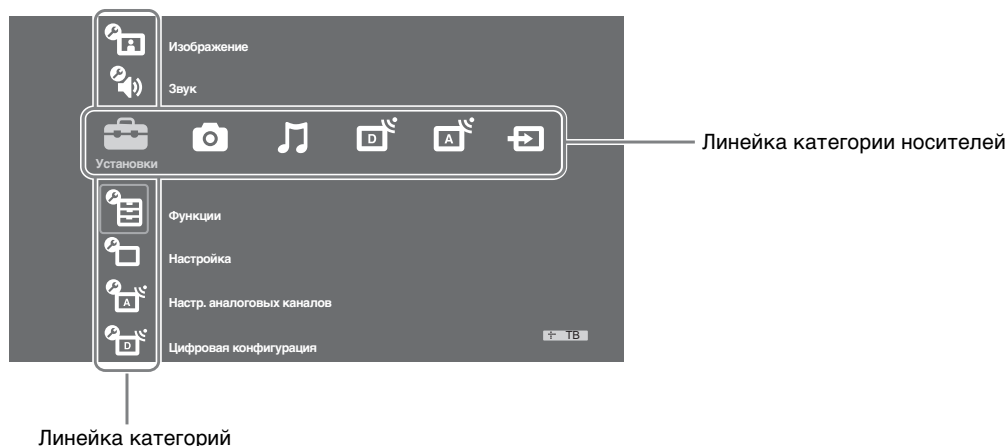 Изображение
Звук
Линейка категории носителей
Установки
Функции
Настройка
A
Настр. аналоговых каналов
D
Цифровая конфигурация
D
A
ТВ
Линейка категорий